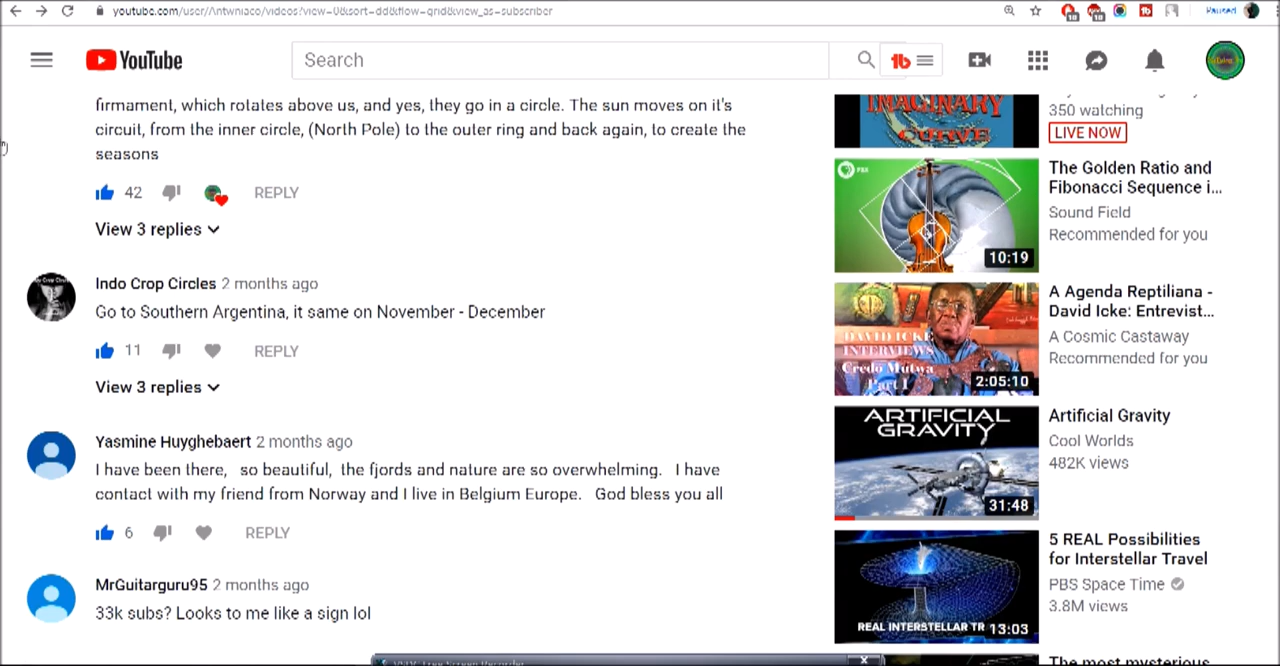 youtube.com/user/Antwniaco/videos?view=0&sort=dd&flow=grid&view_as=subscriber
Paused
YouTube
Search
firmament, which rotates above us, and yes, they go in a circle. The sun moves on it's
circuit, from the inner circle, (North Pole) to the outer ring and back again, to create the
seasons
42
REPLY
View 3 replies
Indo Crop Circles 2 months ago
Go to Southern Argentina, it same on November - December
11
REPLY
View 3 replies
Yasmine Huyghebaert 2 months ago
I have been there, so beautiful, the fjords and nature are so overwhelming. I have
contact with my friend from Norway and I live in Belgium Europe. God bless you all
6
REPLY
MrGuitarguru95 2 months ago
33k subs? Looks to me like a sign lol
IMAGINARY
CURVE
350 watching
LIVE NOW
PBS
10:19
The Golden Ratio and
Fibonacci Sequence i...
Sound Field
Recommended for you
DAVID ICKE
INTERVIEWS
Credo Mutwa
Part I
2:05:10
A Agenda Reptiliana -
David Icke: Entrevist...
A Cosmic Castaway
Recommended for you
ARTIFICIAL
GRAVITY
31:48
Artificial Gravity
Cool Worlds
482K views
REAL INTERSTELLAR TR
13:03
5 REAL Possibilities
for Interstellar Travel
PBS Space Time
3.8M views
The most mysterious
Free Screen Recorder